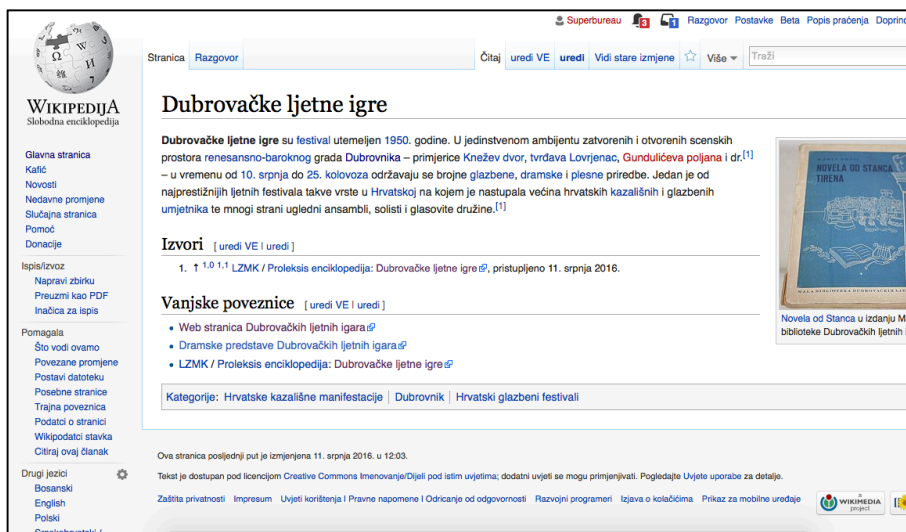 Superbureau 3 1 Razgovor Postavke Beta Popis praćenja
Stranica Razgovor Čitaj uredi VE uredi Vidi stare izmjene Više Traži
WIKIPEDIJA
Slobodna enciklopedija
Glavna stranica
Kafić
Novosti
Nedavne promjene
Slučajna stranica
Pomoć
Donacije
Ispis/izvoz
Napravi zbirku
Preuzmi kao PDF
Inačica za ispis
Pomagala
Što vodi ovamo
Povezane promjene
Postavi datoteku
Posebne stranice
Trajna poveznica
Podatci o stranici
Wikipodatci stavka
Citiraj ovaj članak
Drugi jezici
Bosanski
English
Polski
Dubrovačke ljetne igre
Dubrovačke ljetne igre su festival utemeljen 1950. godine. U jedinstvenom ambijentu zatvorenih i otvorenih scenskih
prostora renesansno-baroknog grada Dubrovnika – primjerice Knežev dvor, tvrđava Lovrjenac, Gundulićeva poljana i dr.[1]
– u vremenu od 10. srpnja do 25. kolovoza održavaju se brojne glazbene, dramske i plesne priredbe. Jedan je od
najprestižnijih ljetnih festivala takve vrste u Hrvatskoj na kojem je nastupala većina hrvatskih kazališnih i glazbenih
umjetnika te mnogi strani ugledni ansambli, solisti i glasovite družine.[1]
Izvori [ uredi VE | uredi ]
1. ↑ 1,0 1,1 LZMK / Proleksis enciklopedija: Dubrovačke ljetne igre, pristupljeno 11. srpnja 2016.
Vanjske poveznice [ uredi VE | uredi ]
• Web stranica Dubrovačkih ljetnih igara
• Dramske predstave Dubrovačkih ljetnih igara
• LZMK / Proleksis enciklopedija: Dubrovačke ljetne igre
NOVELA OD STANCA
TIRENA
Novela od Stanca u izdanju
biblioteke Dubrovačkih ljetnih
Kategorije: Hrvatske kazališne manifestacije | Dubrovnik | Hrvatski glazbeni festivali
Ova stranica posljednji put je izmjenjena 11. srpnja 2016. u 12:03.
Tekst je dostupan pod licencijom Creative Commons Imenovanje/Dijeli pod istim uvjetima; dodatni uvjeti se mogu primjenjivati. Pogledajte Uvjete uporabe za detalje.
Zaštita privatnosti Impresum Uvjeti korištenja I Pravne napomene I Odricanje od odgovornosti Razvojni programeri Izjava o kolačićima Prikaz za mobilne uređaje
A WIKIMEDIA
project